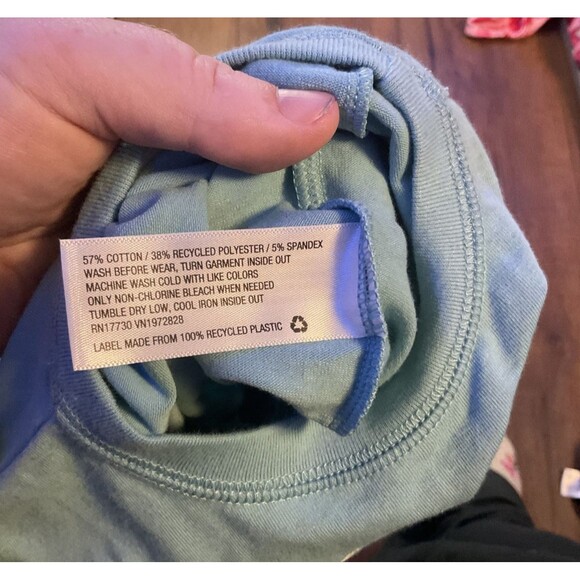 57% COTTON / 38% RECYCLED POLYESTER / 5% SPANDEX
WASH BEFORE WEAR, TURN GARMENT INSIDE OUT
MACHINE WASH COLD WITH LIKE COLORS
ONLY NON-CHLORINE BLEACH WHEN NEEDED
TUMBLE DRY LOW, COOL IRON INSIDE OUT
RN17730 VN1972828
LABEL MADE FROM 100% RECYCLED PLASTIC